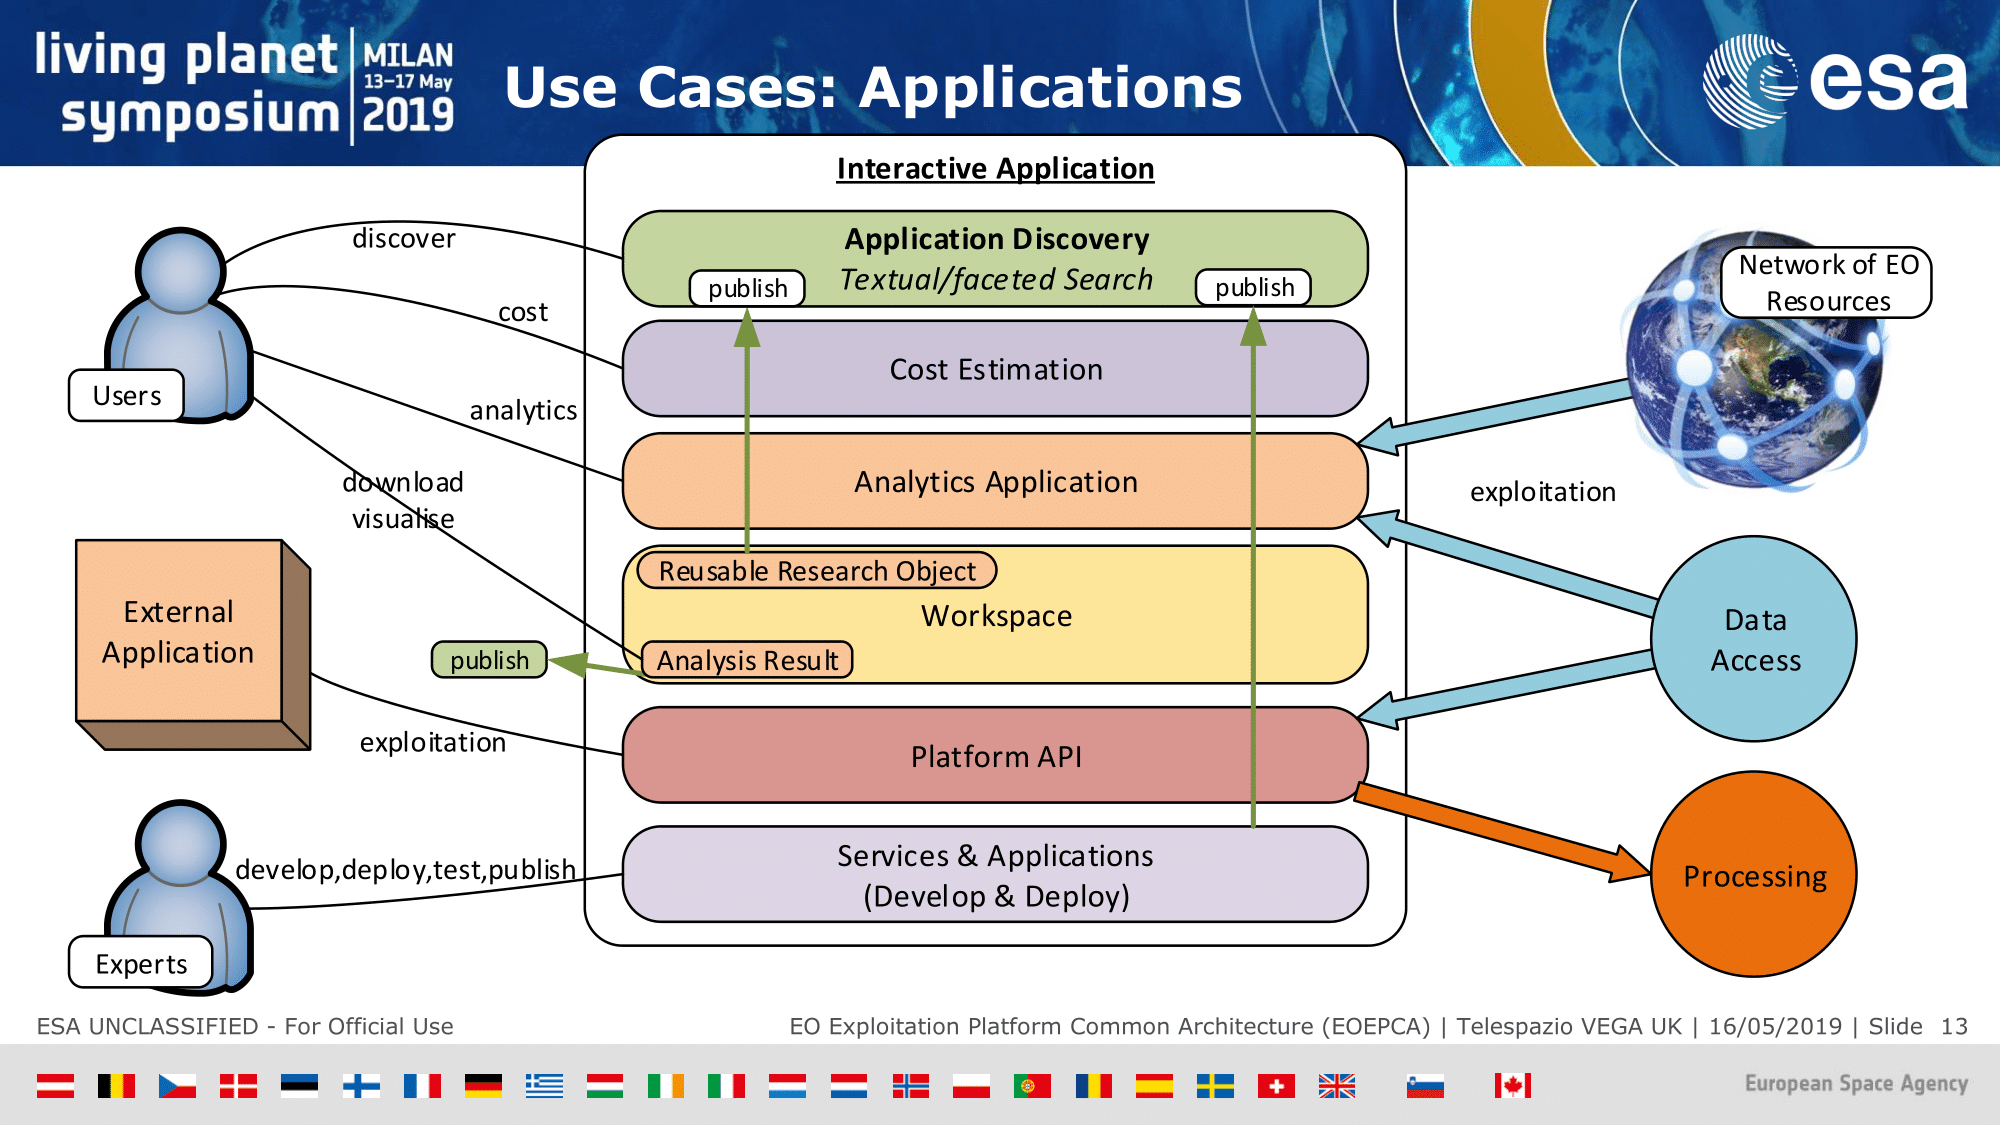 living planet
symposium
MILAN
13–17 May
2019
Use Cases: Applications
esa
Interactive Application
discover
Application Discovery
Textual/faceted Search
publish
publish
Network of EO
Resources
cost
Cost Estimation
Users
analytics
Analytics Application
download
visualise
exploitation
Reusable Research Object
Workspace
External
Application
publish
Analysis Result
Data
Access
exploitation
Platform API
develop,deploy,test,publish
Services & Applications
(Develop & Deploy)
Processing
Experts
ESA UNCLASSIFIED - For Official Use
EO Exploitation Platform Common Architecture (EOEPCA) | Telespazio VEGA UK | 16/05/2019 | Slide 13
European Space Agency